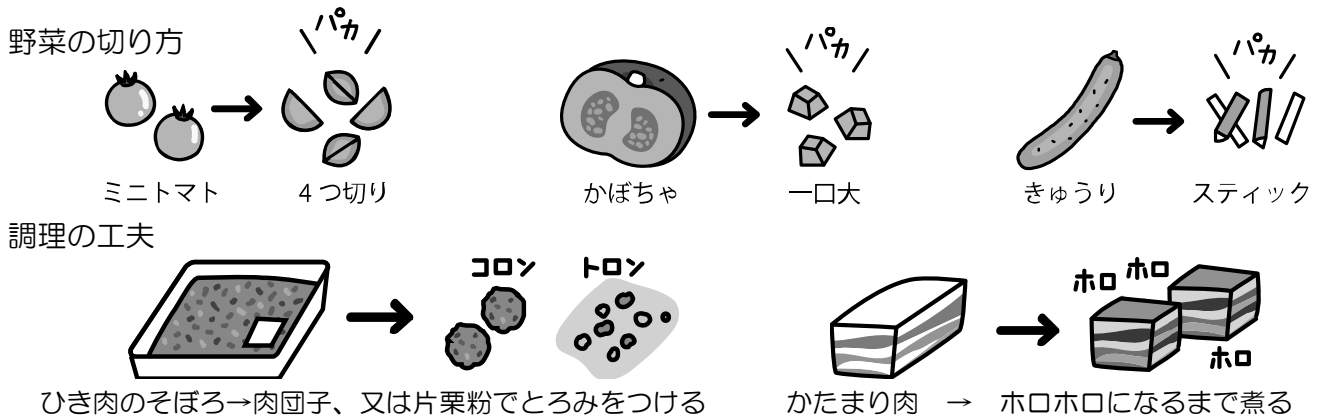 野菜の切り方
パカ
パカ
パカ
ミニトマト
4つ切り
かぼちゃ
一口大
きゅうり
スティック
調理の工夫
コロン
トロン
ホロ
ホロ
ホロ
ひき肉のそぼろ→肉団子、又は片栗粉でとろみをつける
かたまり肉 → ホロホロになるまで煮る